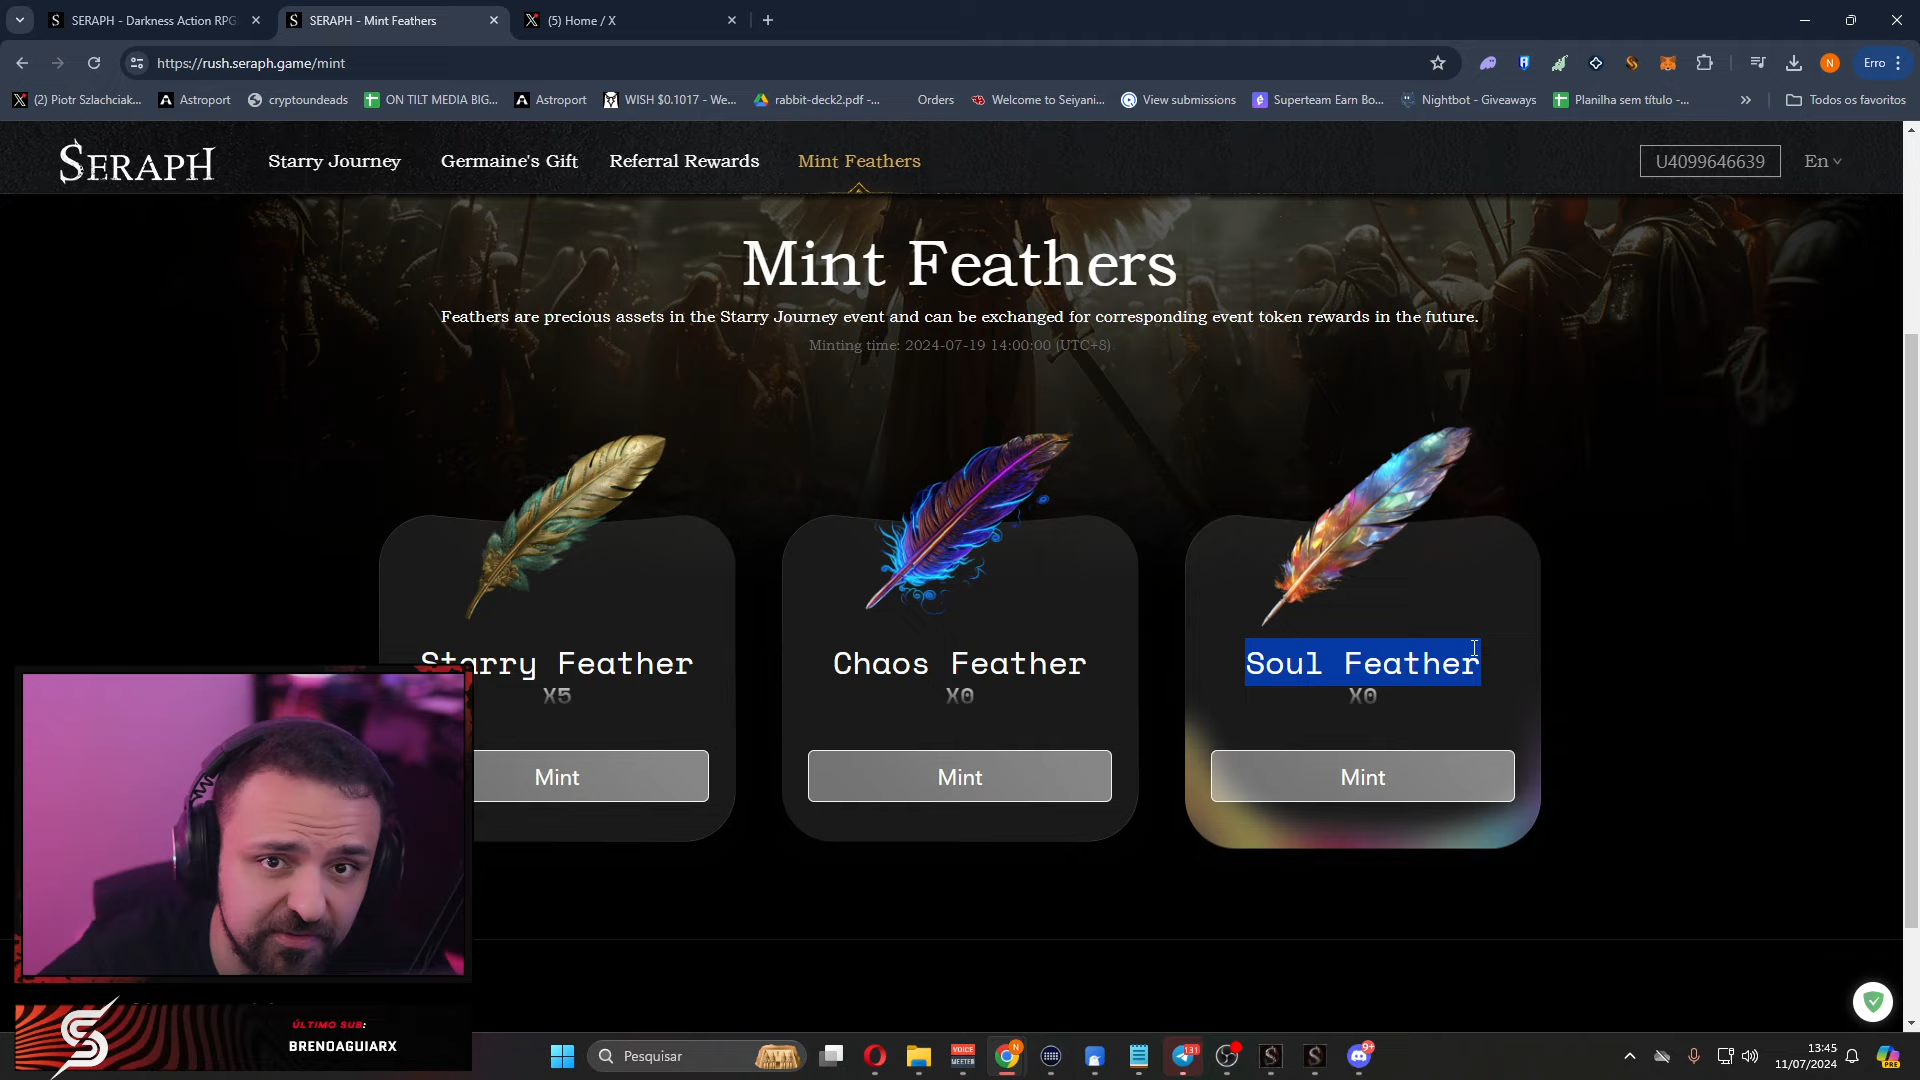 SERAPH - Darkness Action RPG
SERAPH - Mint Feathers
(5) Home / X
https://rush.seraph.game/mint
N
Erro
(2) Piotr Szlachciak...
Astroport
cryptoundeads
ON TILT MEDIA BIG...
Astroport
WISH $0.1017 - We...
rabbit-deck2.pdf -...
Orders
Welcome to Seiyani...
View submissions
Superteam Earn Bo...
Nightbot - Giveaways
Planilha sem título -...
Todos os favoritos
SERAPH
Starry Journey
Germaine's Gift
Referral Rewards
Mint Feathers
U4099646639
En
Mint Feathers
Feathers are precious assets in the Starry Journey event and can be exchanged for corresponding event token rewards in the future.
Minting time: 2024-07-19 14:00:00 (UTC+8)
Starry Feather
X5
Mint
Chaos Feather
X0
Mint
Soul Feather
X0
Mint
ÚLTIMO SUB:
BRENOAGUIARX
Pesquisar
VOICE
MEETER
N
131
9+
13:45
11/07/2024
PRE